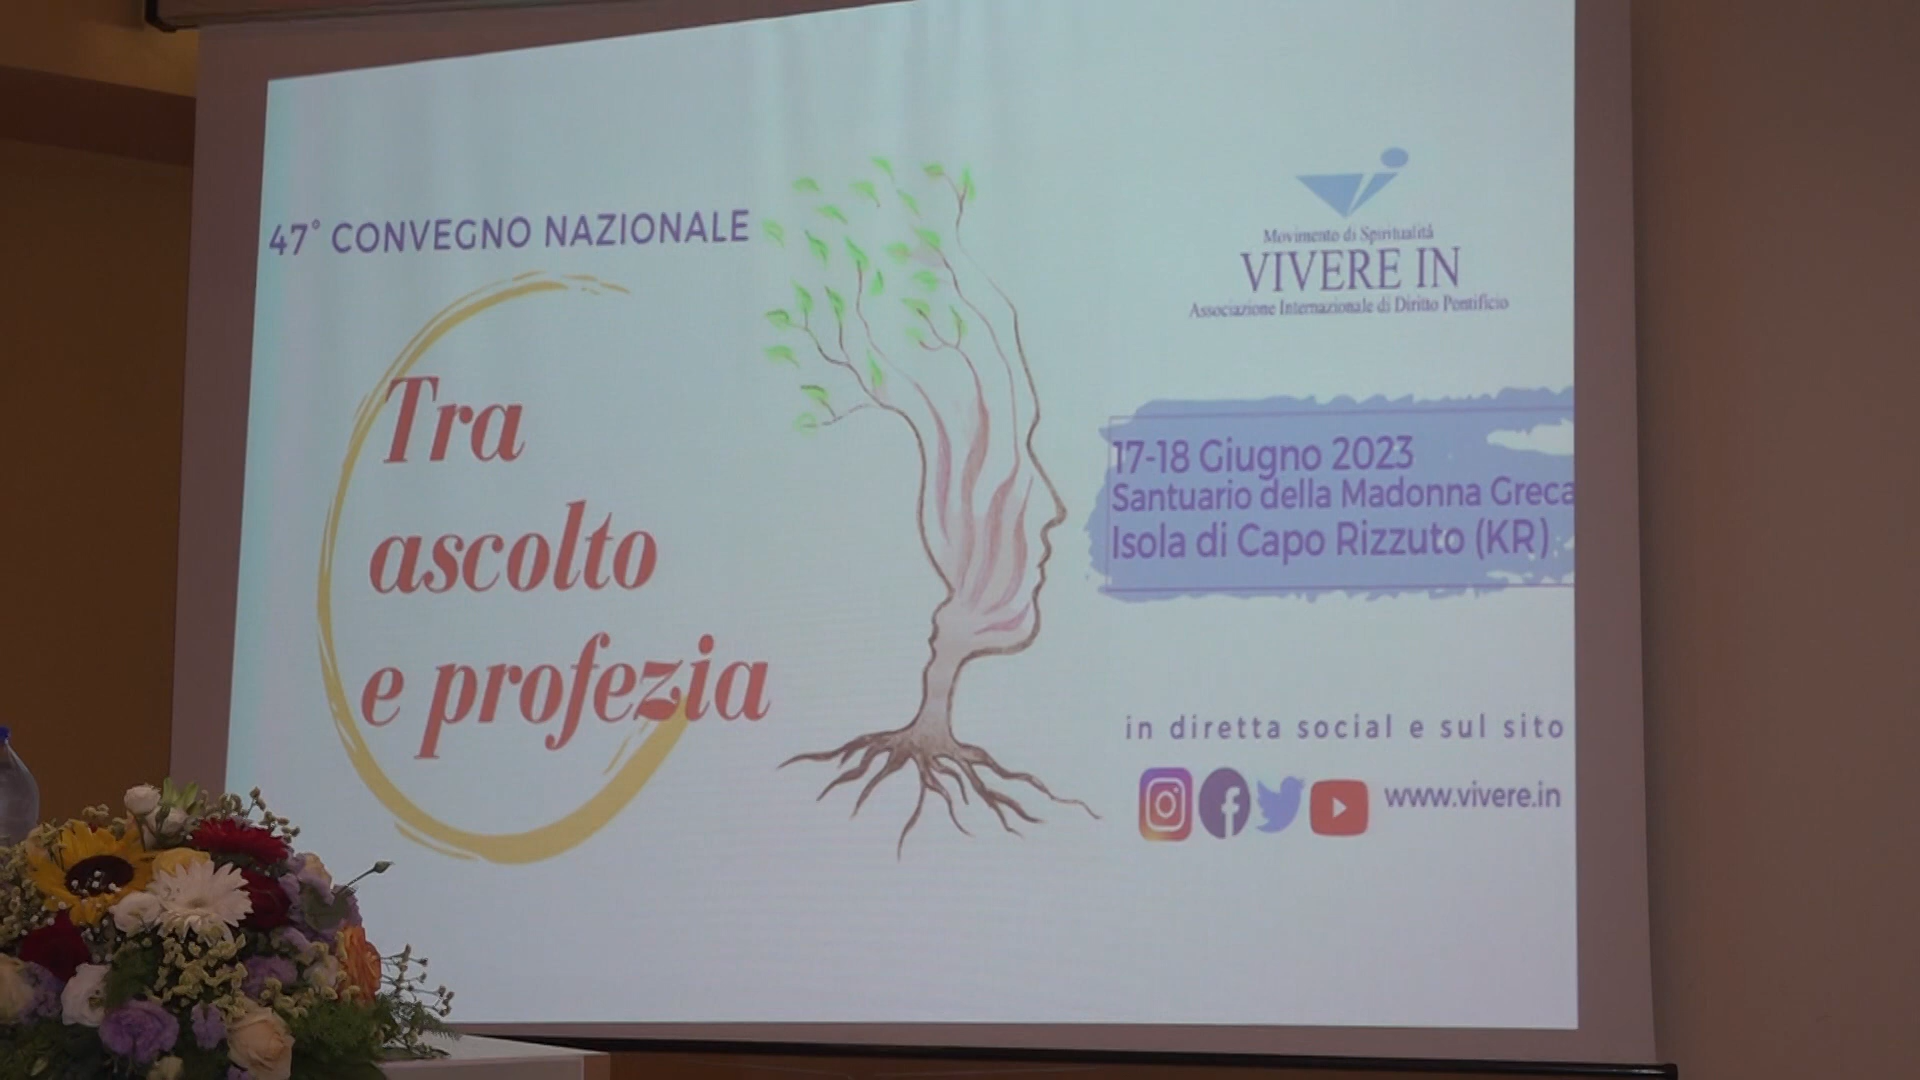 47° CONVEGNO NAZIONALE
Tra
ascolto
e profezia
Movimento di Spiritualità
VIVERE IN
Associazione Internazionale di Diritto Pontificio
17-18 Giugno 2023
Santuario della Madonna Greca
Isola di Capo Rizzuto (KR)
in diretta social e sul sito
www.vivere.in